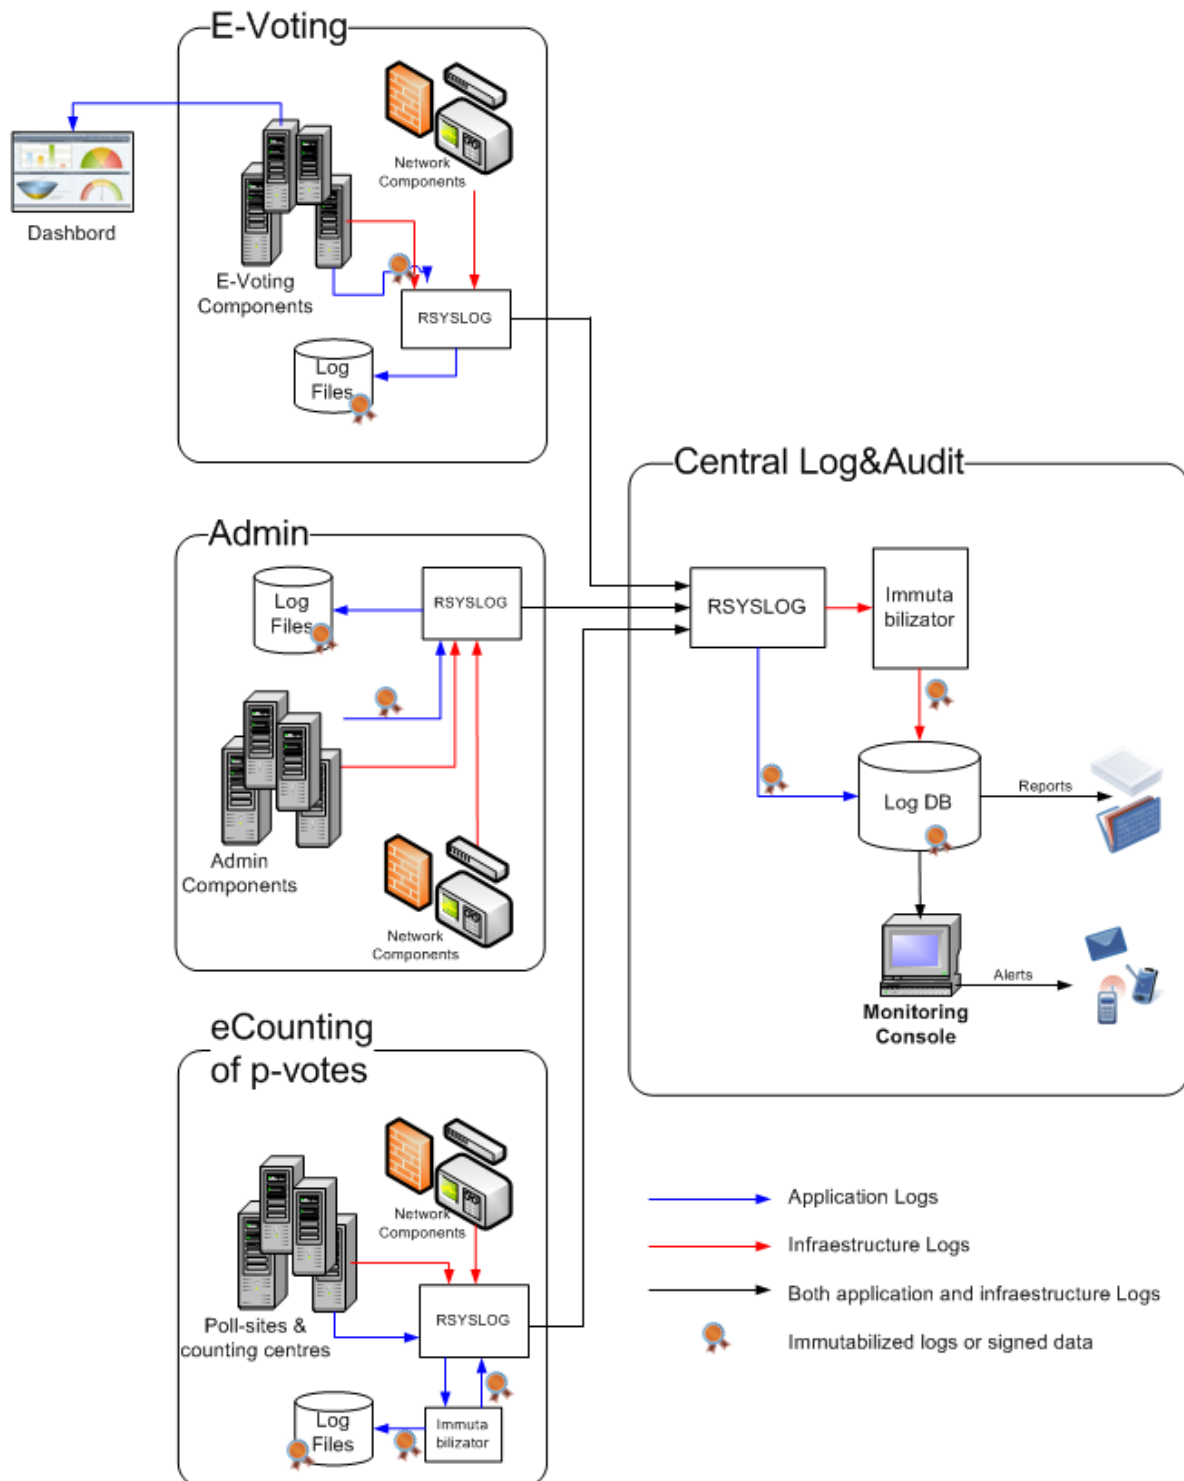 E-Voting
Network
Components
Dashbord
E-Voting
Components
RSYSLOG
Log
Files
Central Log&Audit
Admin
Log
Files
RSYSLOG
RSYSLOG
Immuta
bilizator
Log DB
Reports
Admin
Components
Network
Components
Alerts
Monitoring
Console
eCounting
of p-votes
Network
Components
Application Logs
Infraestructure Logs
Poll-sites &
counting centres
RSYSLOG
Both application and infraestructure Logs
Immutabilized logs or signed data
Log
Files
Immuta
bilizator